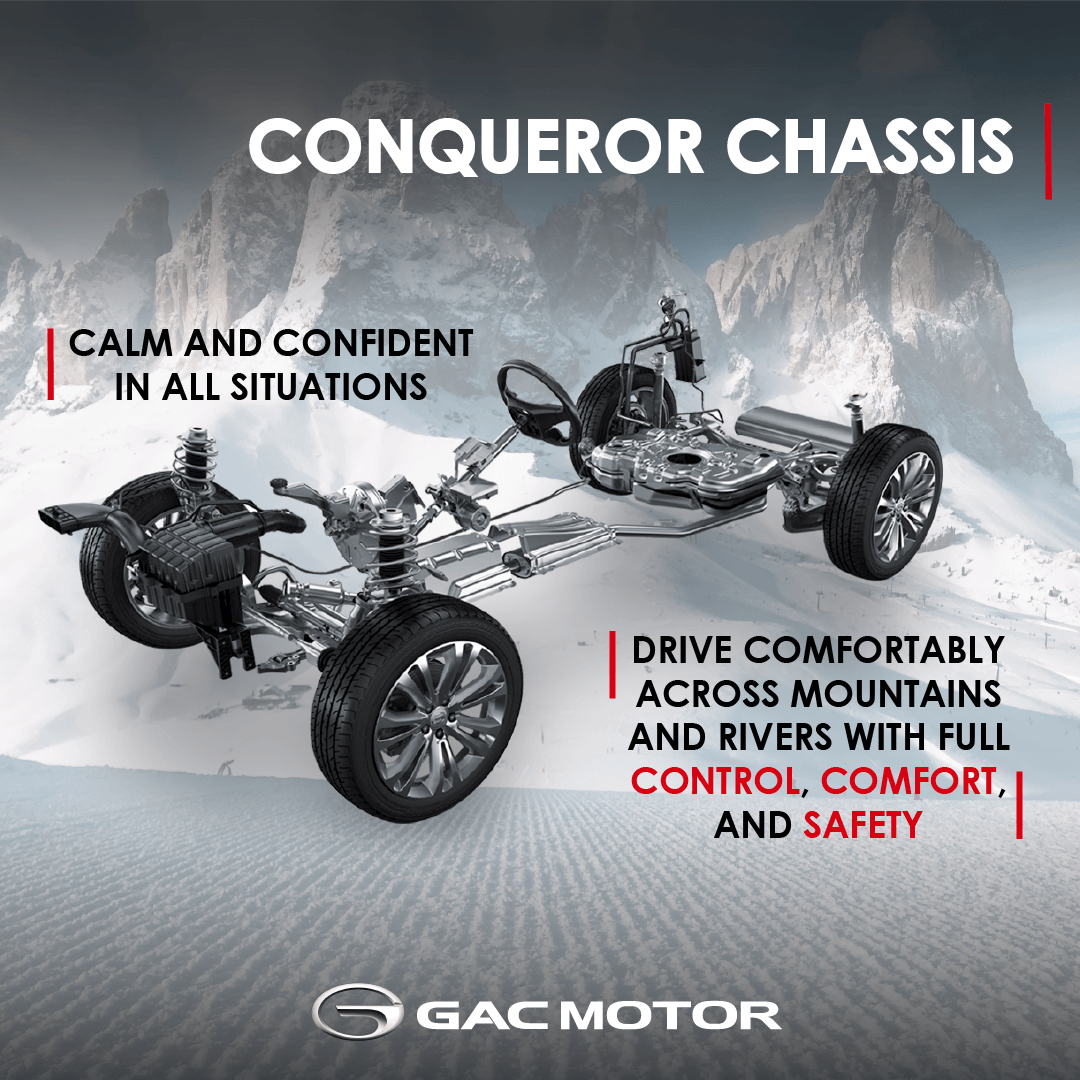 CONQUEROR CHASSIS
CALM AND CONFIDENT
IN ALL SITUATIONS
DRIVE COMFORTABLY
ACROSS MOUNTAINS
AND RIVERS WITH FULL
CONTROL, COMFORT,
AND SAFETY
GAC MOTOR